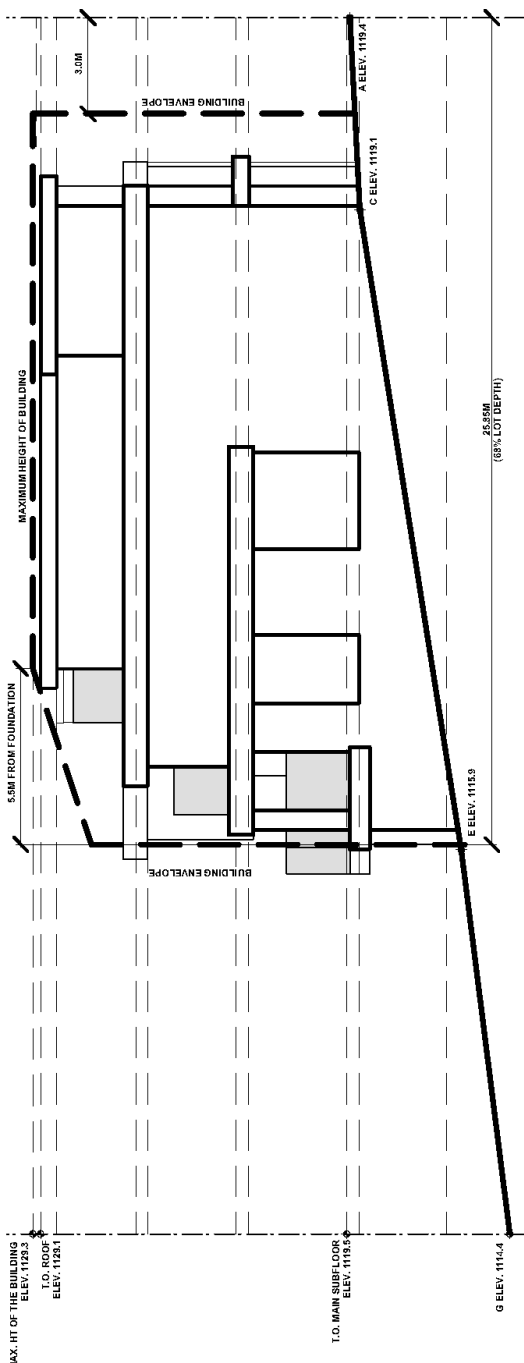 AX. HT OF THE BUILDING
ELEV. 1129.3
T.O. ROOF
ELEV. 1129.1
T.O. MAIN SUBFLOOR
ELEV. 1119.5
G ELEV. 1114.4
5.5M FROM FOUNDATION
BUILDING ENVELOPE
E ELEV. 1115.9
MAXIMUM HEIGHT OF BUILDING
25.85M
(68% LOT DEPTH)
3.0M
BUILDING ENVELOPE
C ELEV. 1119.1
A ELEV. 1119.4